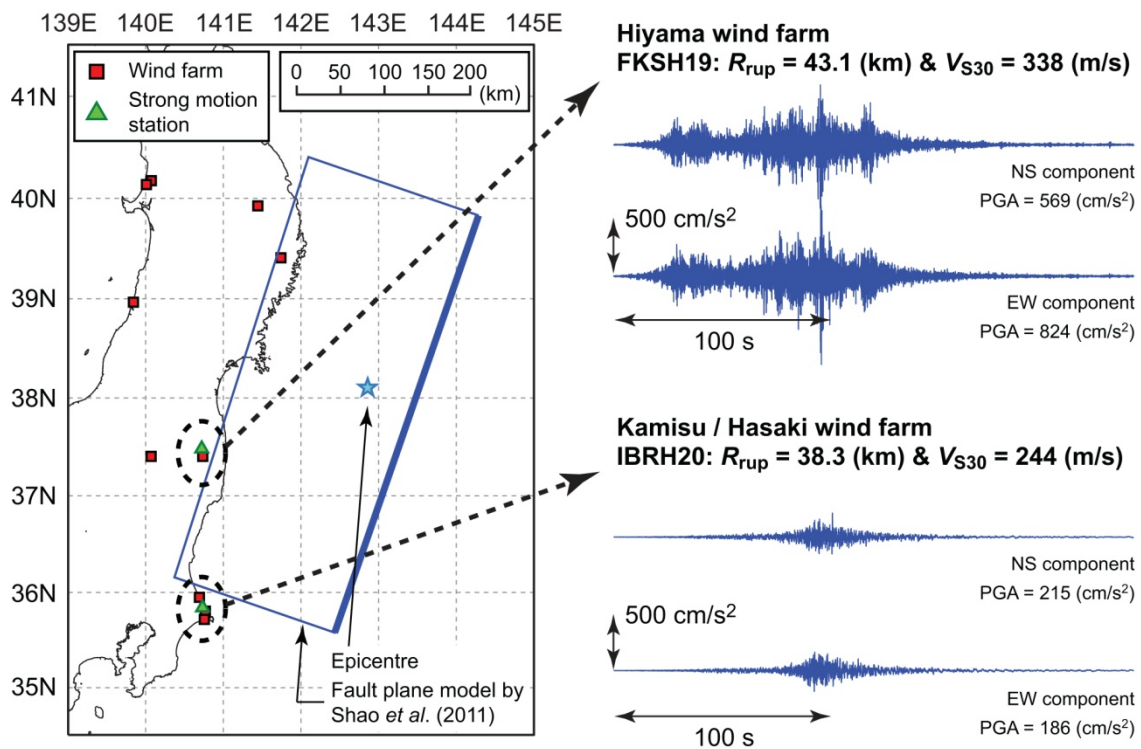 139E 140E 141E 142E 143E 144E 145E
41N
40N
39N
38N
37N
36N
35N
Wind farm
Strong motion
station
0 50 100 150 200
(km)
Epicentre
Fault plane model by
Shao et al. (2011)
Hiyama wind farm
FKSH19: Rrup = 43.1 (km) & VS30 = 338 (m/s)
NS component
PGA = 569 (cm/s²)
500 cm/s²
EW component
PGA = 824 (cm/s²)
100 s
Kamisu / Hasaki wind farm
IBRH20: Rrup = 38.3 (km) & VS30 = 244 (m/s)
NS component
PGA = 215 (cm/s²)
500 cm/s²
EW component
PGA = 186 (cm/s²)
100 s